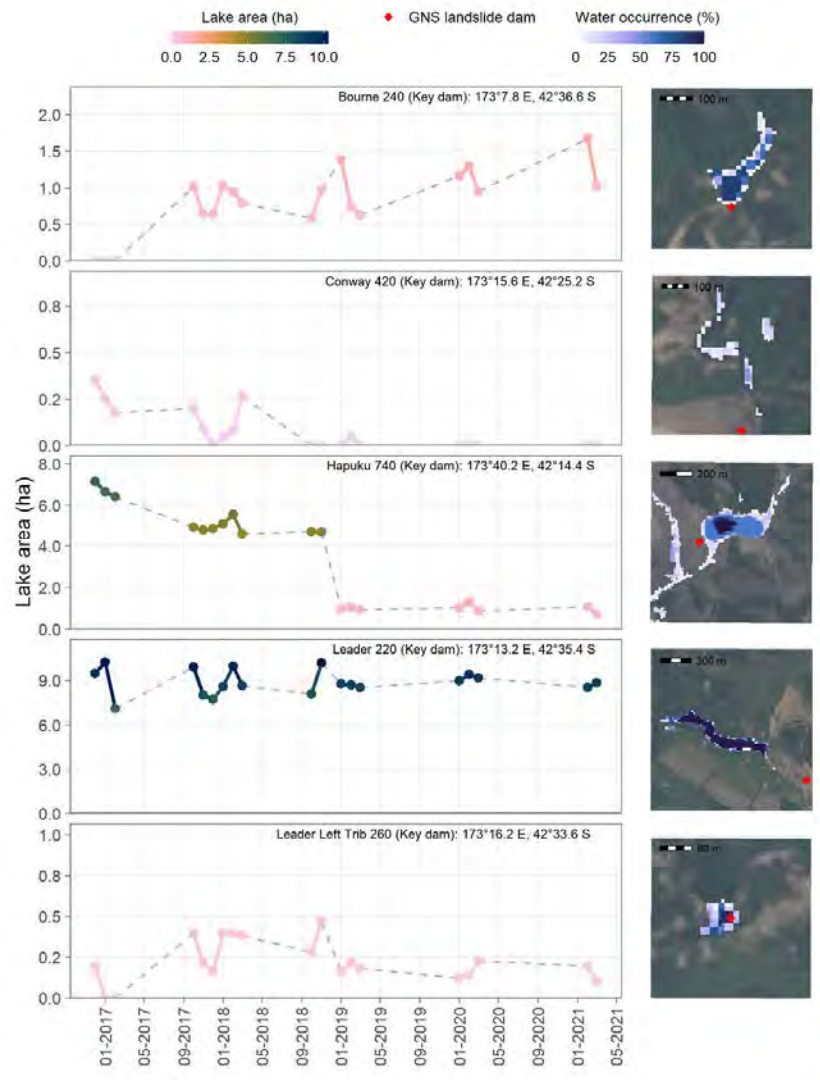 Lake area (ha)
0.0 2.5 5.0 7.5 10.0
GNS landslide dam
Water occurrence (%)
0 25 50 75 100
Lake area (ha)
Bourne 240 (Key dam): 173°7.8 E, 42°36.6 S
2.0
1.5
1.0
0.5
0.0
100 m
Conway 420 (Key dam): 173°15.6 E, 42°25.2 S
0.8
0.5
0.2
0.0
100 m
Hapuku 740 (Key dam): 173°40.2 E, 42°14.4 S
8.0
6.0
4.0
2.0
0.0
200 m
Leader 220 (Key dam): 173°13.2 E, 42°35.4 S
9.0
6.0
3.0
0.0
300 m
Leader Left Trib 260 (Key dam): 173°16.2 E, 42°33.6 S
1.0
0.8
0.5
0.2
0.0
m
01-2017
05-2017
09-2017
01-2018
05-2018
09-2018
01-2019
05-2019
09-2019
01-2020
05-2020
09-2020
01-2021
05-2021